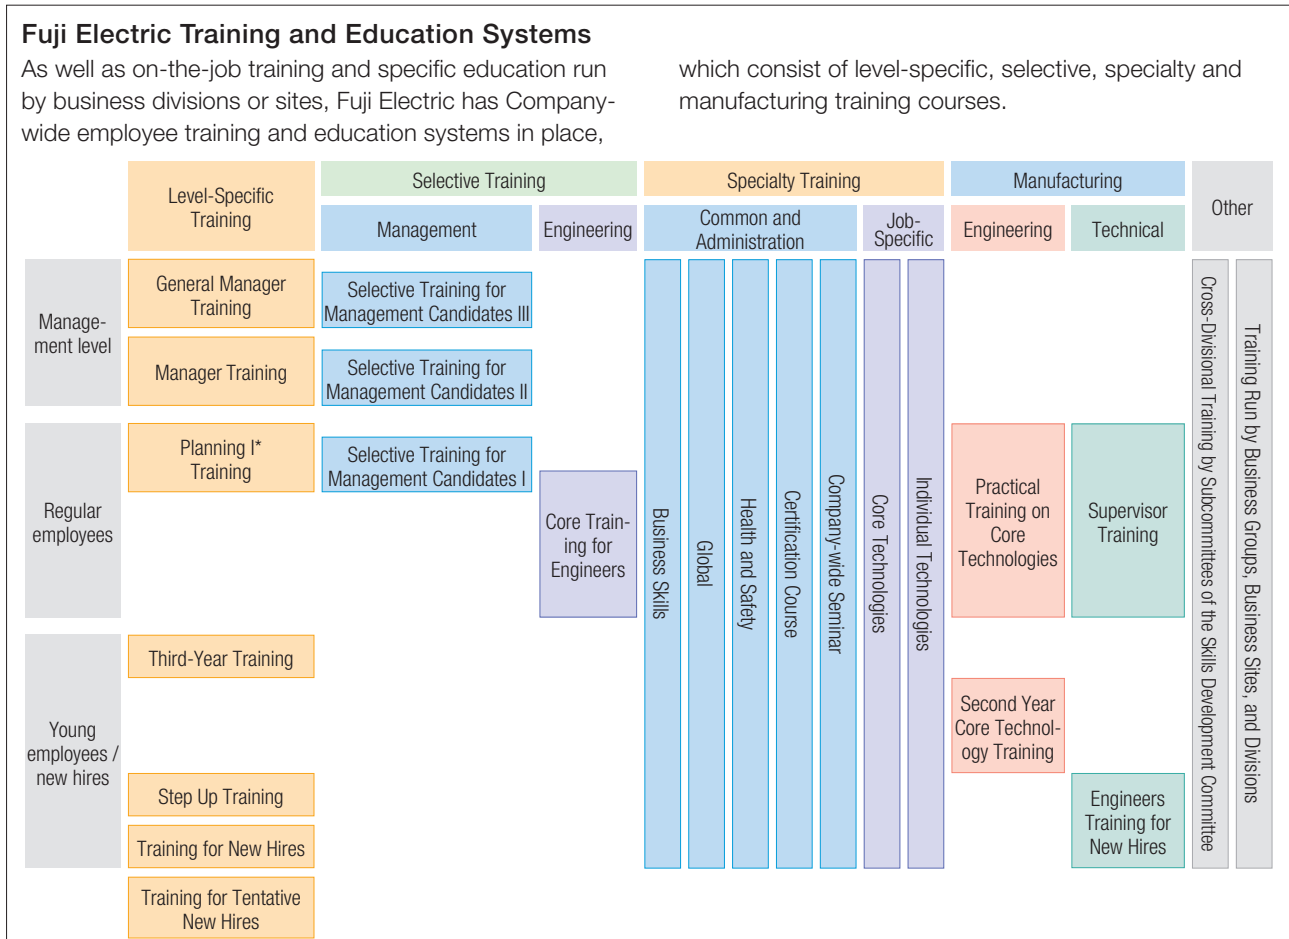 Fuji Electric Training and Education Systems
As well as on-the-job training and specific education run
by business divisions or sites, Fuji Electric has Company-
wide employee training and education systems in place,
which consist of level-specific, selective, specialty and
manufacturing training courses.
Level-Specific
Training
Selective Training
Management
Engineering
Specialty Training
Common and
Administration
Job-
Specific
Manufacturing
Engineering
Technical
Other
Manage-
ment level
General Manager
Training
Selective Training for
Management Candidates III
Manager Training
Selective Training for
Management Candidates II
Regular
employees
Planning I*
Training
Selective Training for
Management Candidates I
Core Train-
ing for
Engineers
Business Skills
Global
Health and Safety
Certification Course
Company-wide Seminar
Core Technologies
Individual Technologies
Practical
Training on
Core
Technologies
Supervisor
Training
Cross-Divisional Training by Subcommittees of the Skills Development Committee
Training Run by Business Groups, Business Sites, and Divisions
Young
employees /
new hires
Third-Year Training
Second Year
Core Technol-
ogy Training
Step Up Training
Engineers
Training for
New Hires
Training for New Hires
Training for Tentative
New Hires